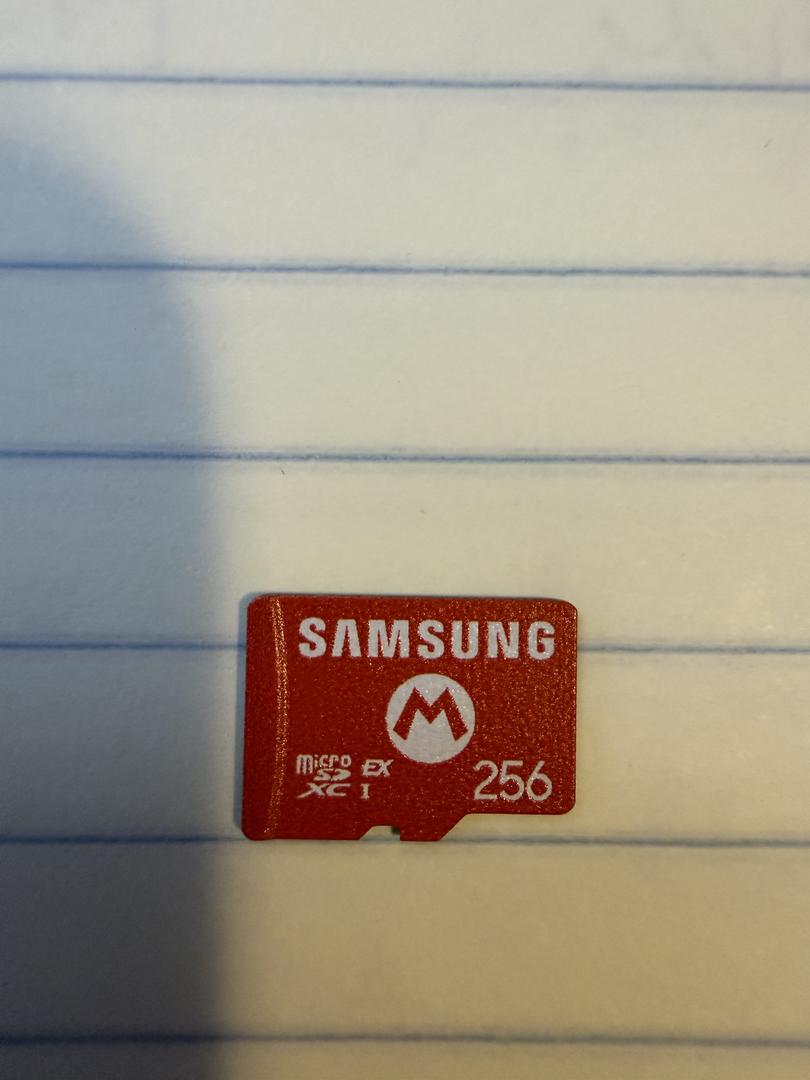 SAMSUNG
M
micro
SD EX
XC I
256